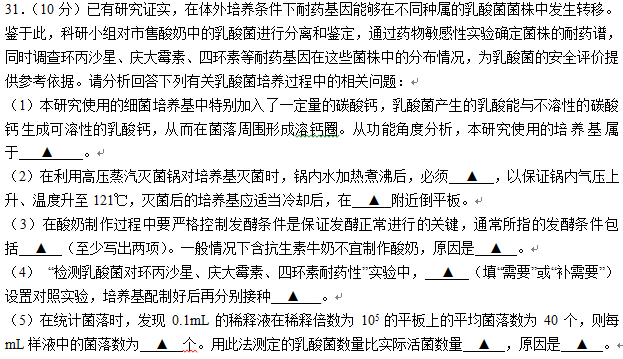 31.（10 分）已有研究证实，在体外培养条件下耐药基因能够在不同种属的乳酸菌菌株中发生转移。
鉴于此，科研小组对市售酸奶中的乳酸菌进行分离和鉴定，通过药物敏感性实验确定菌株的耐药谱，
同时调查环丙沙星、庆大霉素、四环素等耐药基因在这些菌株中的分布情况，为乳酸菌的安全评价提
供参考依据。请分析回答下列有关乳酸菌培养过程中的相关问题：
（1）本研究使用的细菌培养基中特别加入了一定量的碳酸钙，乳酸菌产生的乳酸能与不溶性的碳酸
钙生成可溶性的乳酸钙，从而在菌落周围形成溶钙圈。从功能角度分析，本研究使用的培养基属
于 ▲ 。
（2）在利用高压蒸汽灭菌锅对培养基灭菌时，锅内水加热煮沸后，必须 ▲ ，以保证锅内气压上
升、温度升至 121℃，灭菌后的培养基应适当冷却后，在 ▲ 附近倒平板。
（3）在酸奶制作过程中要严格控制发酵条件是保证发酵正常进行的关键，通常所指的发酵条件包
括 ▲ （至少写出两项）。一般情况下含抗生素牛奶不宜制作酸奶，原因是 ▲ 。
（4） “检测乳酸菌对环丙沙星、庆大霉素、四环素耐药性”实验中， ▲ （填“需要”或“补需要”）
设置对照实验，培养基配制好后再分别接种 ▲ 。
（5）在统计菌落时，发现 0.1mL 的稀释液在稀释倍数为 10⁵ 的平板上的平均菌落数为 40 个，则每
mL 样液中的菌落数为 ▲ 个。用此法测定的乳酸菌数量比实际活菌数量 ▲ ，原因是 ▲ 。